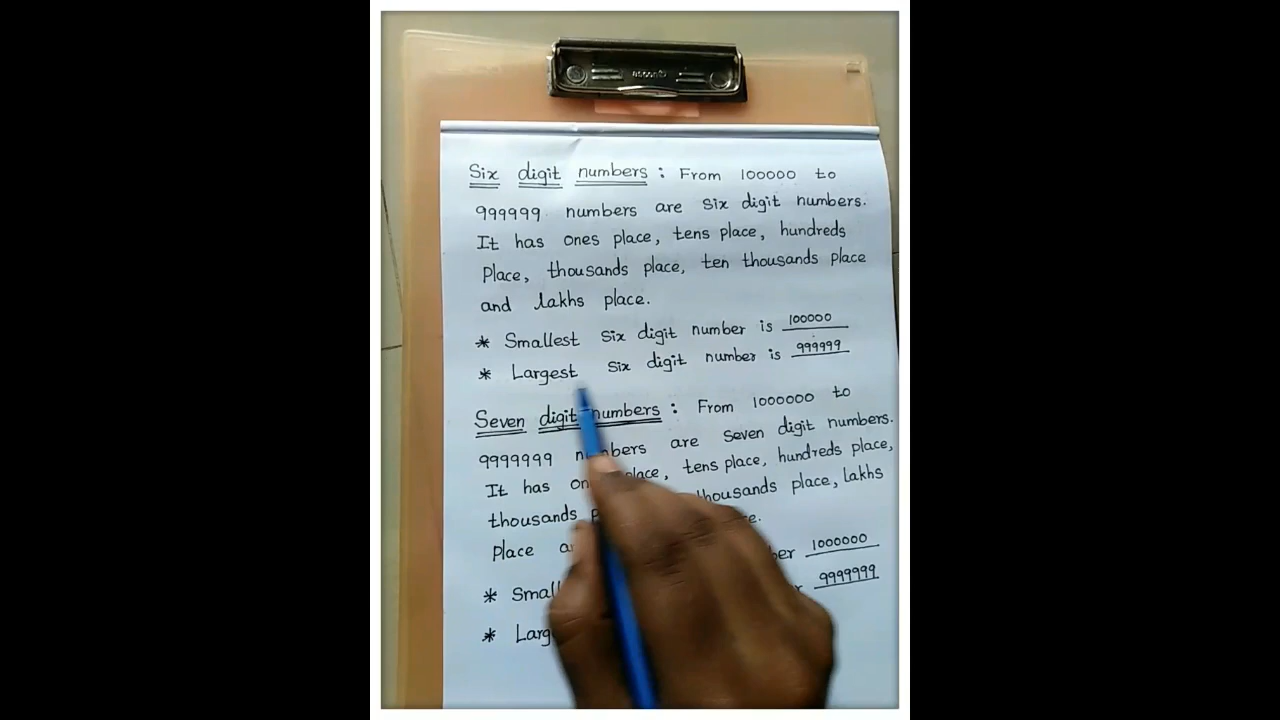 ascon
Six digit numbers : From 100000 to
999999 numbers are six digit numbers.
It has ones place, tens place, hundreds
Place, thousands place, ten thousands place
and lakhs place.
* Smallest six digit number is 100000
* Largest six digit number is 999999
Seven digit numbers : From 1000000 to
9999999 numbers are seven digit numbers.
It has place, tens place, hundreds place,
thousands thousands place, lakhs
Place
* 1000000
* 9999999